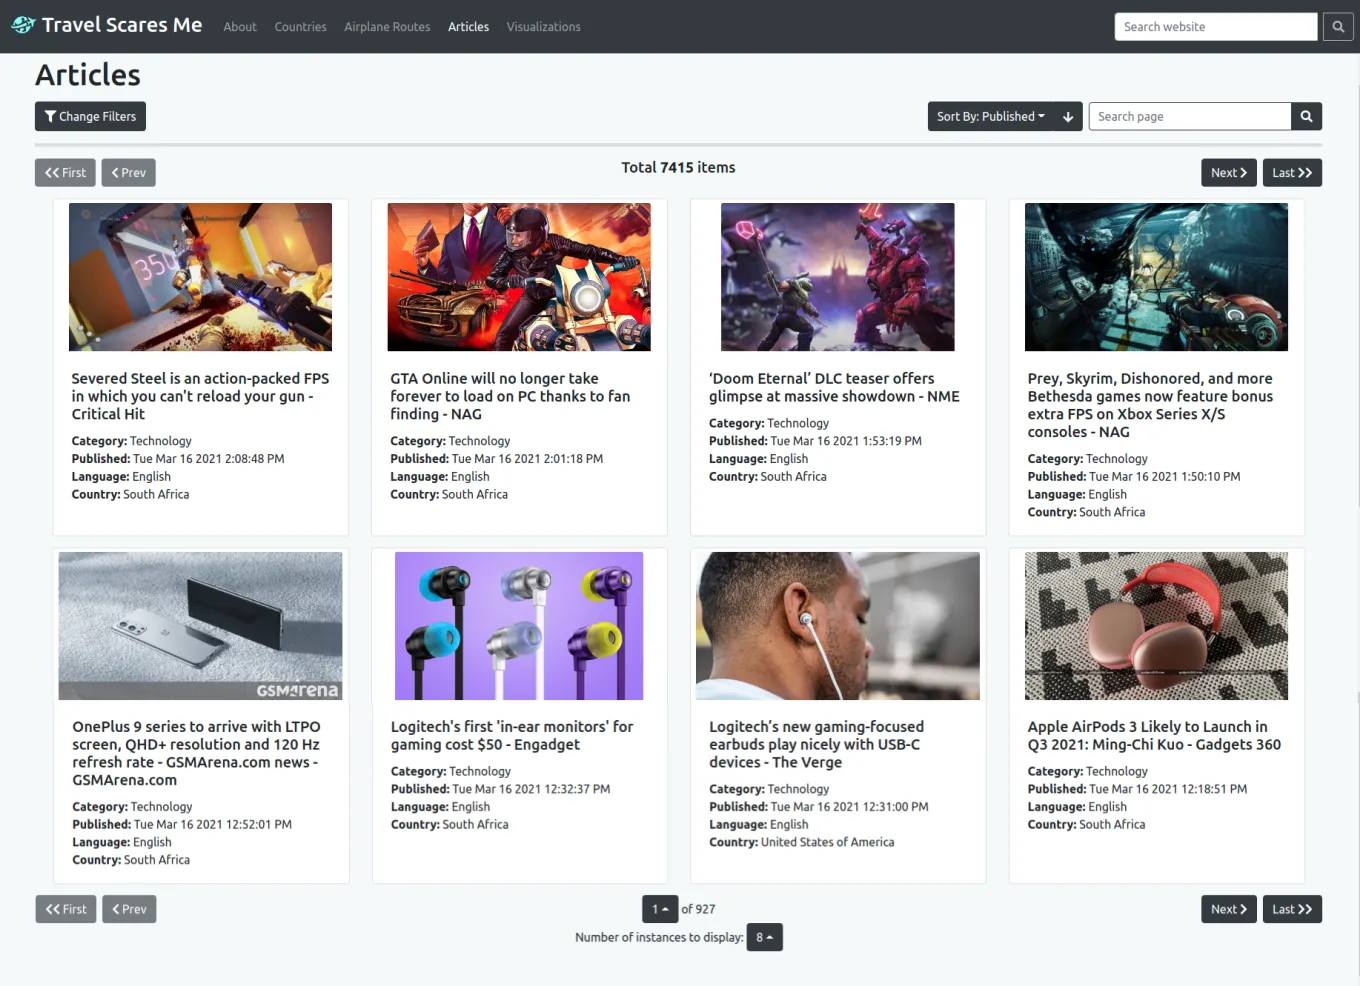 Travel Scares Me
About
Countries
Airplane Routes
Articles
Visualizations
Search website
Articles
Change Filters
Sort By: Published
Search page
First
Prev
Total 7415 items
Next
Last
350
Severed Steel is an action-packed FPS
in which you can't reload your gun -
Critical Hit
Category: Technology
Published: Tue Mar 16 2021 2:08:48 PM
Language: English
Country: South Africa
GTA Online will no longer take
forever to load on PC thanks to fan
finding - NAG
Category: Technology
Published: Tue Mar 16 2021 2:01:18 PM
Language: English
Country: South Africa
‘Doom Eternal’ DLC teaser offers
glimpse at massive showdown - NME
Category: Technology
Published: Tue Mar 16 2021 1:53:19 PM
Language: English
Country: South Africa
Prey, Skyrim, Dishonored, and more
Bethesda games now feature bonus
extra FPS on Xbox Series X/S
consoles - NAG
Category: Technology
Published: Tue Mar 16 2021 1:50:10 PM
Language: English
Country: South Africa
GSMArena
OnePlus 9 series to arrive with LTPO
screen, QHD+ resolution and 120 Hz
refresh rate - GSMArena.com news -
GSMArena.com
Category: Technology
Published: Tue Mar 16 2021 12:52:01 PM
Language: English
Country: South Africa
Logitech's first 'in-ear monitors' for
gaming cost $50 - Engadget
Category: Technology
Published: Tue Mar 16 2021 12:32:37 PM
Language: English
Country: South Africa
Logitech’s new gaming-focused
earbuds play nicely with USB-C
devices - The Verge
Category: Technology
Published: Tue Mar 16 2021 12:31:00 PM
Language: English
Country: United States of America
Apple AirPods 3 Likely to Launch in
Q3 2021: Ming-Chi Kuo - Gadgets 360
Category: Technology
Published: Tue Mar 16 2021 12:18:51 PM
Language: English
Country: South Africa
First
Prev
1 of 927
Next
Last
Number of instances to display: 8